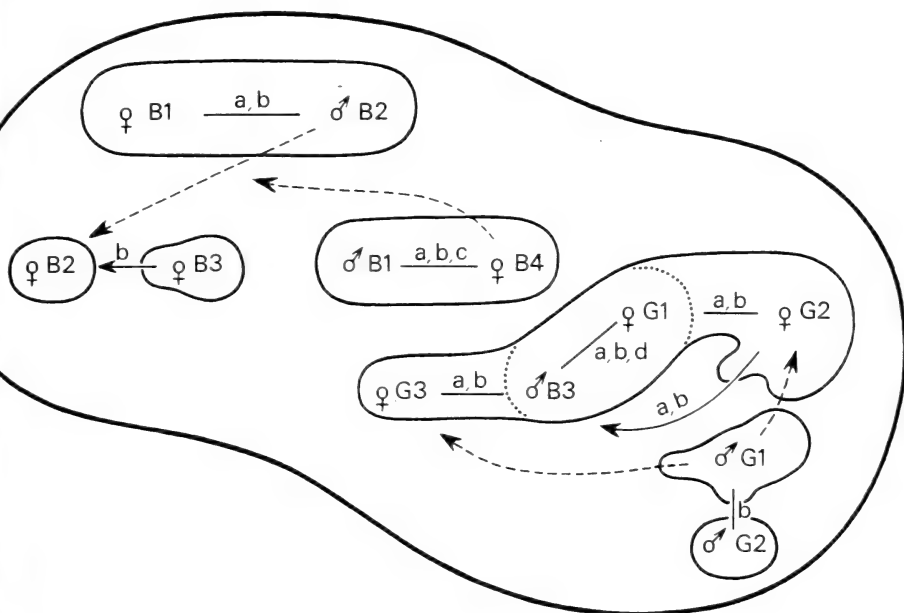 a,b
♀ B1
♂ B2
♀ B2
b
♀ B3
♂ B1
a,b,c
♀ B4
♀ G1
a,b
♀ G2
a,b,d
♀ G3
a,b
♂ B3
a,b
♂ G1
b
♂ G2